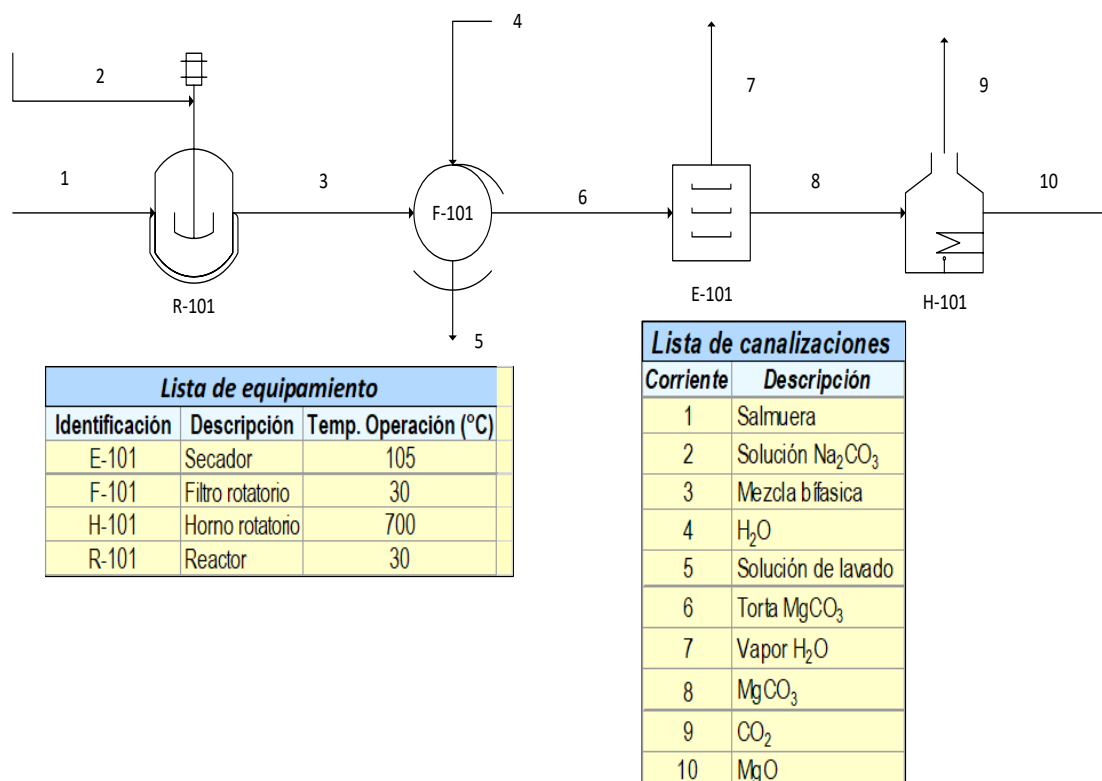 4
2
7
9
1
3
F-101
6
8
10
R-101
E-101
H-101
5
Lista de equipamiento
Identificación Descripción Temp. Operación (°C)
E-101 Secador 105
F-101 Filtro rotatorio 30
H-101 Horno rotatorio 700
R-101 Reactor 30
Lista de canalizaciones
Corriente Descripción
1 Salmuera
2 Solución Na₂CO₃
3 Mezcla bifasica
4 H₂O
5 Solución de lavado
6 Torta MgCO₃
7 Vapor H₂O
8 MgCO₃
9 CO₂
10 MgO